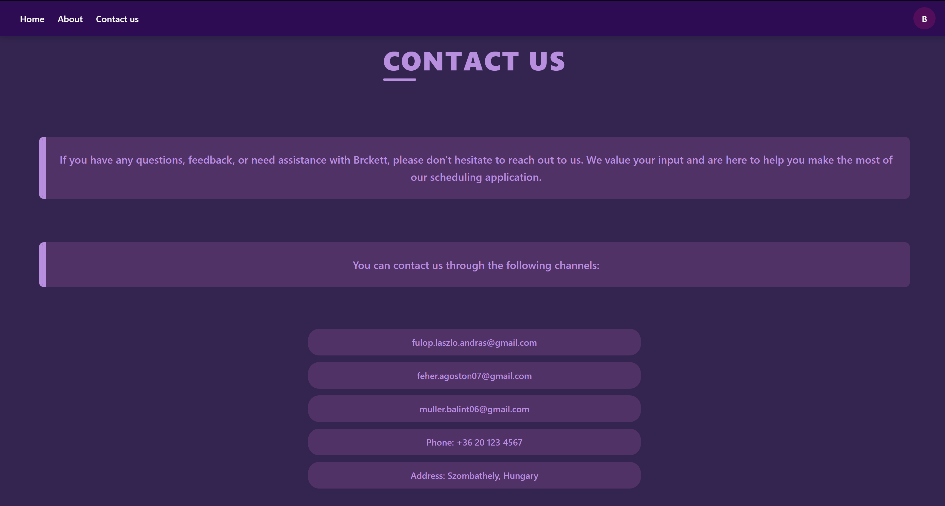 Home About Contact us B
CONTACT US
If you have any questions, feedback, or need assistance with Brckett, please don't hesitate to reach out to us. We value your input and are here to help you make the most of
our scheduling application.
You can contact us through the following channels:
fulop.laszlo.andras@gmail.com
feher.agoston07@gmail.com
muller.balint06@gmail.com
Phone: +36 20 123 4567
Address: Szombathely, Hungary